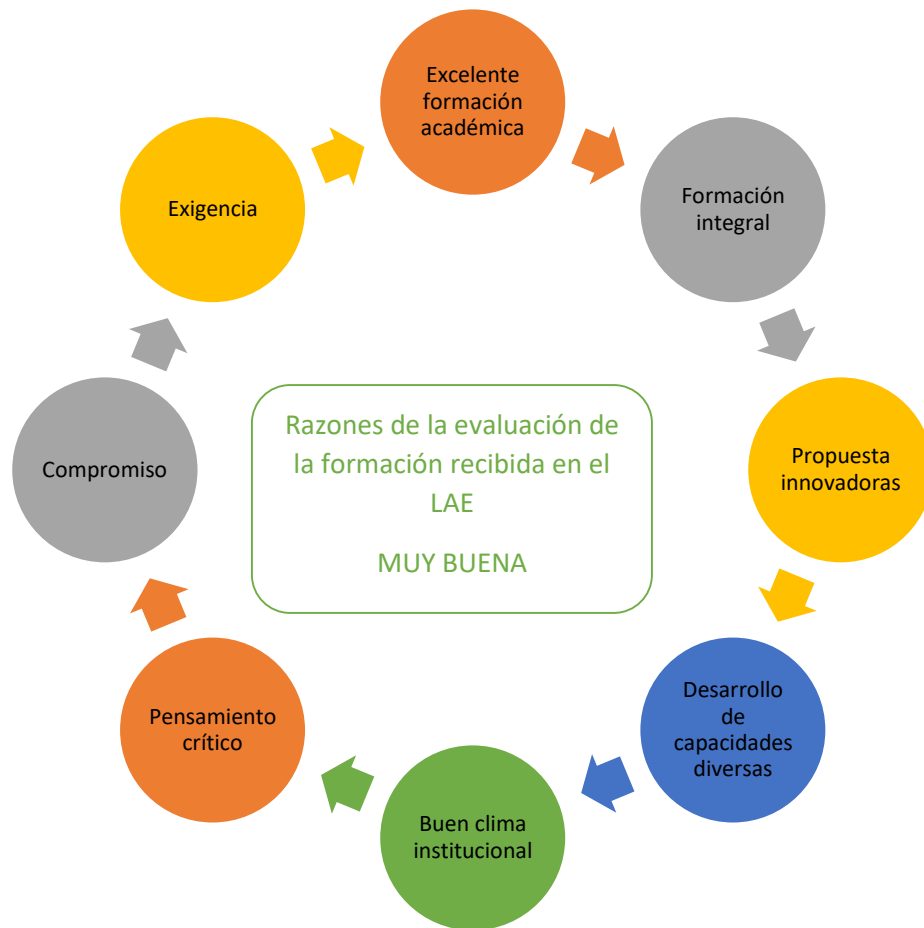 Excelente
formación
académica
Formación
integral
Propuesta
innovadoras
Desarrollo
de
capacidades
diversas
Buen clima
institucional
Pensamiento
crítico
Compromiso
Exigencia
Razones de la evaluación de
la formación recibida en el
LAE
MUY BUENA